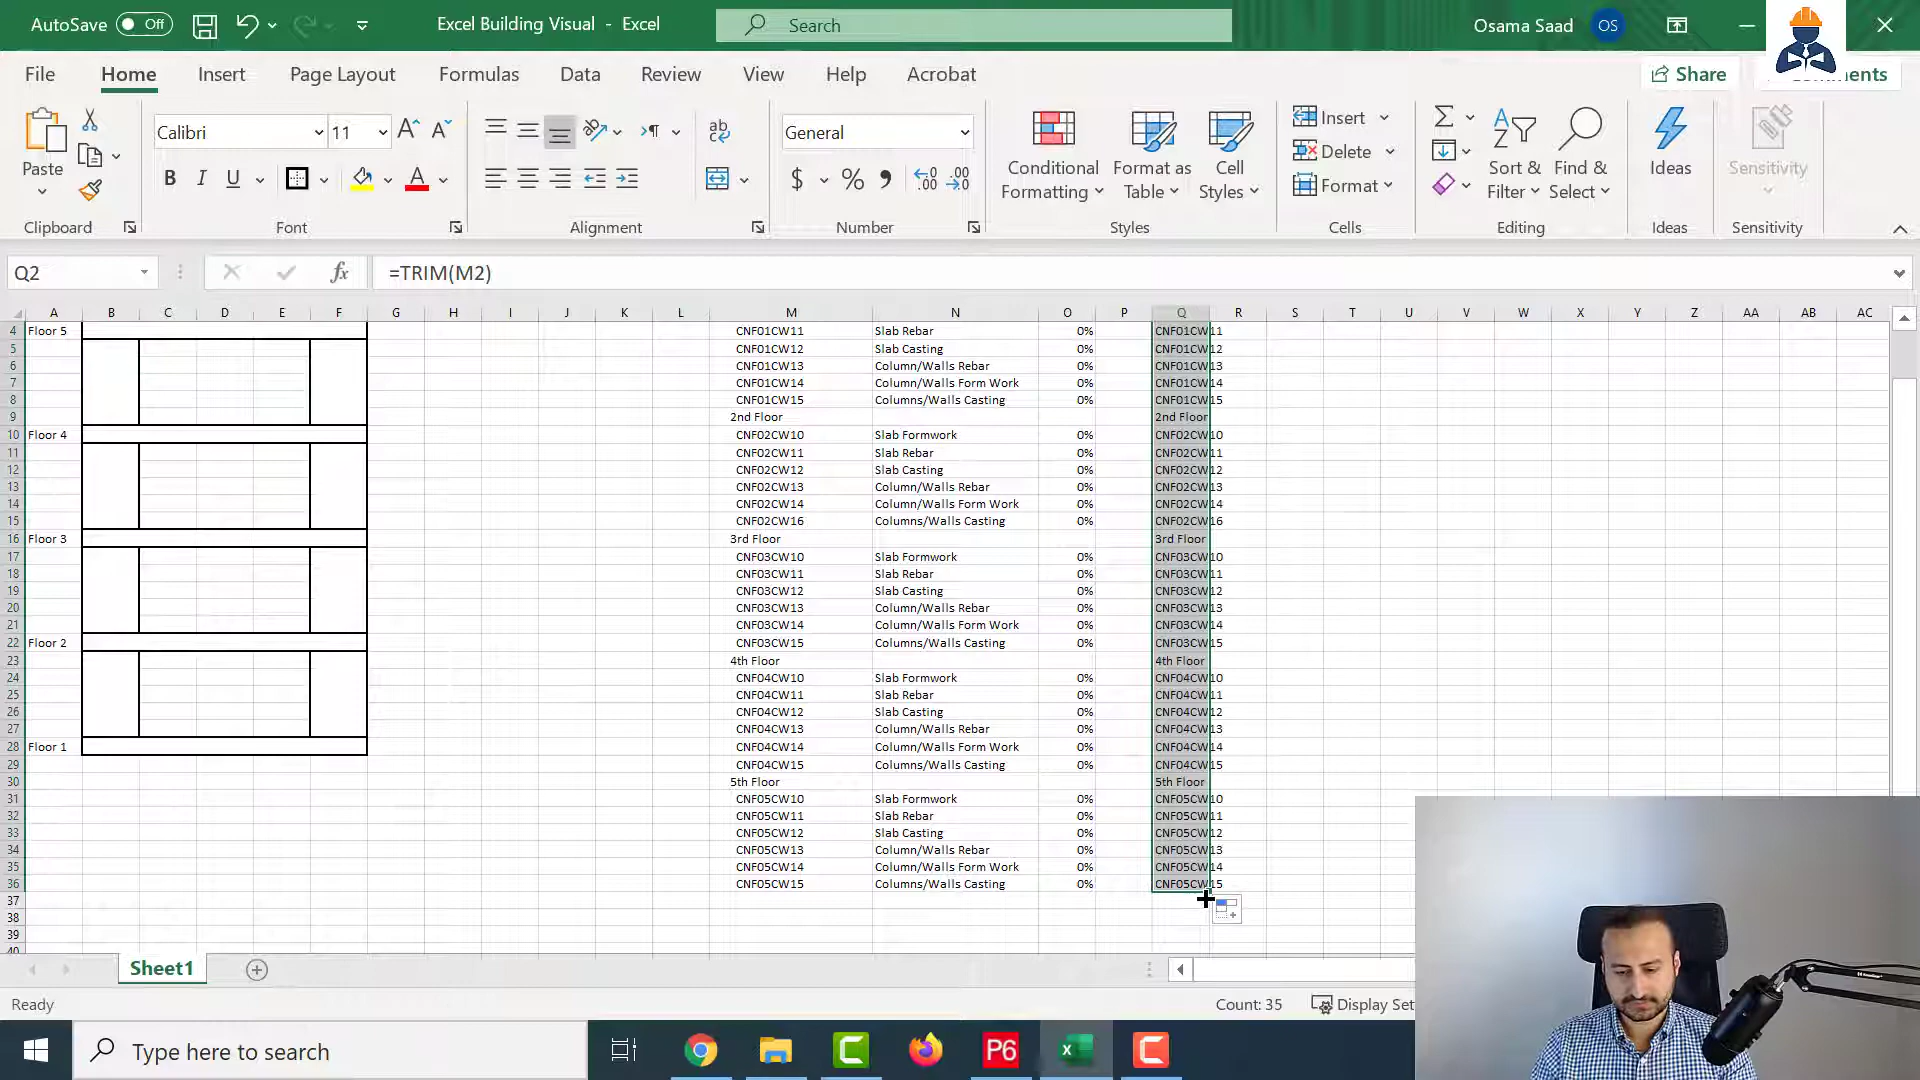 AutoSave Off Excel Building Visual - Excel Search Osama Saad OS
File Home Insert Page Layout Formulas Data Review View Help Acrobat Share
Calibri 11 ab General Insert Σ
Paste Conditional Formatting Format as Table Cell Styles Delete Sort & Filter Find & Select Ideas Sensitivity
B I U A $ % Format
Clipboard Font Alignment Number Styles Cells Editing Ideas Sensitivity
Q2 fx =TRIM(M2)
A B C D E F G H I J K L M N O P Q R S T U V W X Y Z AA AB AC
4 Floor 5 CNF01CW11 Slab Rebar 0% CNF01CW11
5 CNF01CW12 Slab Casting 0% CNF01CW12
6 CNF01CW13 Column/Walls Rebar 0% CNF01CW13
7 CNF01CW14 Column/Walls Form Work 0% CNF01CW14
8 CNF01CW15 Columns/Walls Casting 0% CNF01CW15
9 2nd Floor 2nd Floor
10 Floor 4 CNF02CW10 Slab Formwork 0% CNF02CW10
11 CNF02CW11 Slab Rebar 0% CNF02CW11
12 CNF02CW12 Slab Casting 0% CNF02CW12
13 CNF02CW13 Column/Walls Rebar 0% CNF02CW13
14 CNF02CW14 Column/Walls Form Work 0% CNF02CW14
15 CNF02CW16 Columns/Walls Casting 0% CNF02CW16
16 Floor 3 3rd Floor 3rd Floor
17 CNF03CW10 Slab Formwork 0% CNF03CW10
18 CNF03CW11 Slab Rebar 0% CNF03CW11
19 CNF03CW12 Slab Casting 0% CNF03CW12
20 CNF03CW13 Column/Walls Rebar 0% CNF03CW13
21 CNF03CW14 Column/Walls Form Work 0% CNF03CW14
22 Floor 2 CNF03CW15 Columns/Walls Casting 0% CNF03CW15
23 4th Floor 4th Floor
24 CNF04CW10 Slab Formwork 0% CNF04CW10
25 CNF04CW11 Slab Rebar 0% CNF04CW11
26 CNF04CW12 Slab Casting 0% CNF04CW12
27 CNF04CW13 Column/Walls Rebar 0% CNF04CW13
28 Floor 1 CNF04CW14 Column/Walls Form Work 0% CNF04CW14
29 CNF04CW15 Columns/Walls Casting 0% CNF04CW15
30 5th Floor 5th Floor
31 CNF05CW10 Slab Formwork 0% CNF05CW10
32 CNF05CW11 Slab Rebar 0% CNF05CW11
33 CNF05CW12 Slab Casting 0% CNF05CW12
34 CNF05CW13 Column/Walls Rebar 0% CNF05CW13
35 CNF05CW14 Column/Walls Form Work 0% CNF05CW14
36 CNF05CW15 Columns/Walls Casting 0% CNF05CW15
37
38
39
40
Sheet1
Ready Count: 35 Display Set
Type here to search P6